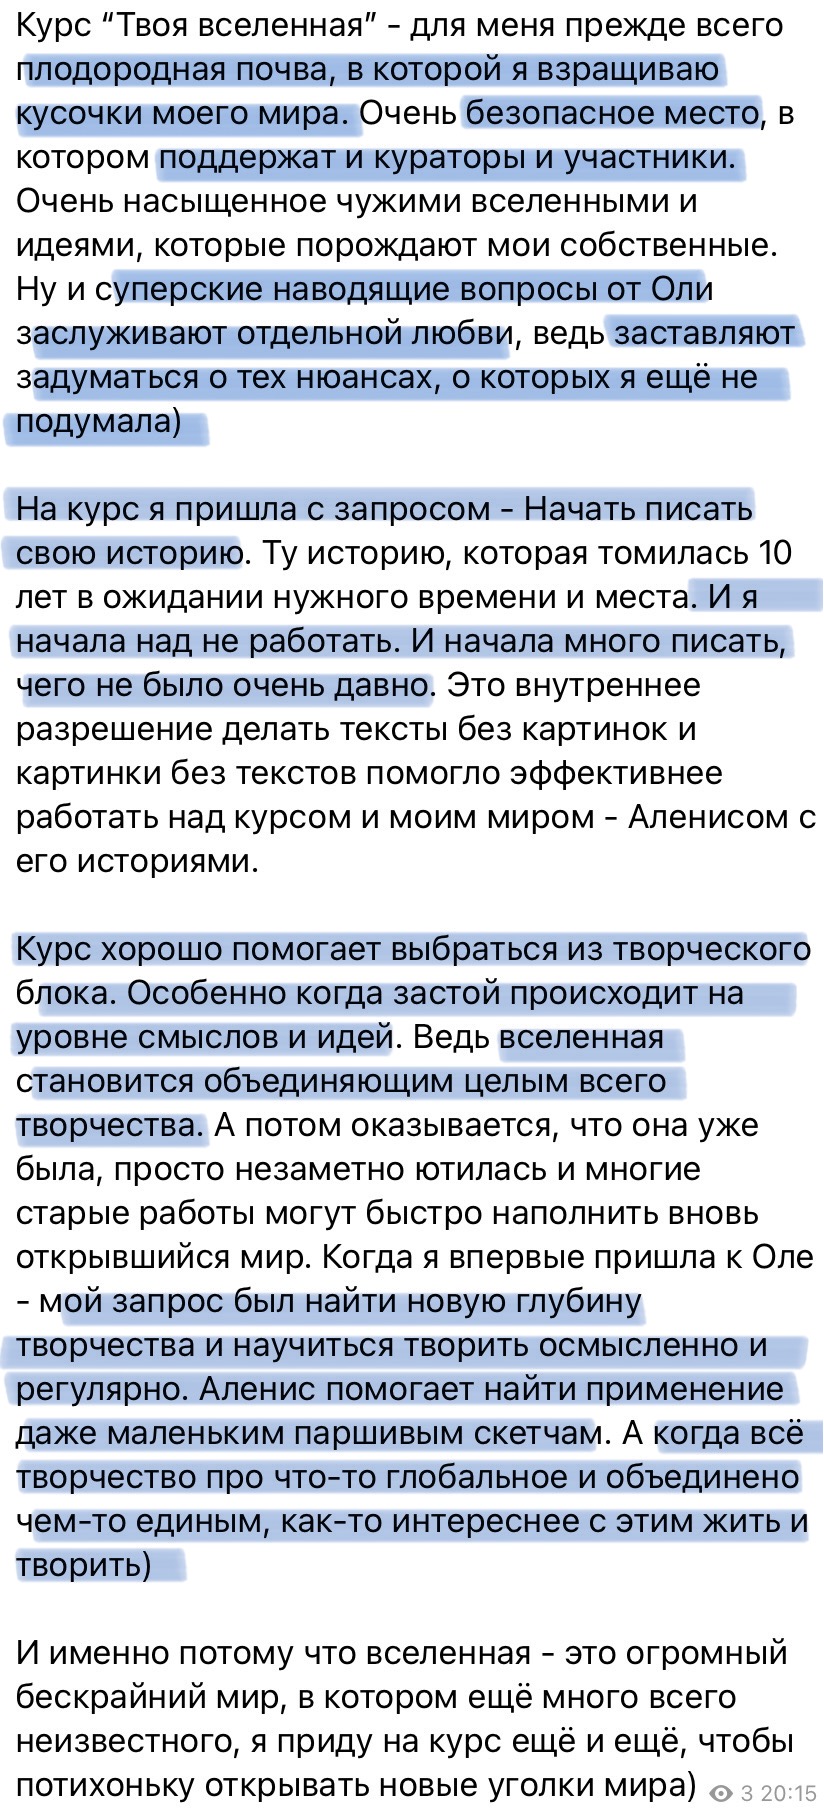 Курс “Твоя вселенная” - для меня прежде всего
плодородная почва, в которой я взращиваю
кусочки моего мира. Очень безопасное место, в
котором поддержат и кураторы и участники.
Очень насыщенное чужими вселенными и
идеями, которые порождают мои собственные.
Ну и суперские наводящие вопросы от Оли
заслуживают отдельной любви, ведь заставляют
задуматься о тех нюансах, о которых я ещё не
подумала)
На курс я пришла с запросом - Начать писать
свою историю. Ту историю, которая томилась 10
лет в ожидании нужного времени и места. И я
начала над не работать. И начала много писать,
чего не было очень давно. Это внутреннее
разрешение делать тексты без картинок и
картинки без текстов помогло эффективнее
работать над курсом и моим миром - Аленисом с
его историями.
Курс хорошо помогает выбраться из творческого
блока. Особенно когда застой происходит на
уровне смыслов и идей. Ведь вселенная
становится объединяющим целым всего
творчества. А потом оказывается, что она уже
была, просто незаметно ютилась и многие
старые работы могут быстро наполнить вновь
открывшийся мир. Когда я впервые пришла к Оле
- мой запрос был найти новую глубину
творчества и научиться творить осмысленно и
регулярно. Аленис помогает найти применение
даже маленьким паршивым скетчам. А когда всё
творчество про что-то глобальное и объединено
чем-то единым, как-то интереснее с этим жить и
творить)
И именно потому что вселенная - это огромный
бескрайний мир, в котором ещё много всего
неизвестного, я приду на курс ещё и ещё, чтобы
потихоньку открывать новые уголки мира) 3 20:15